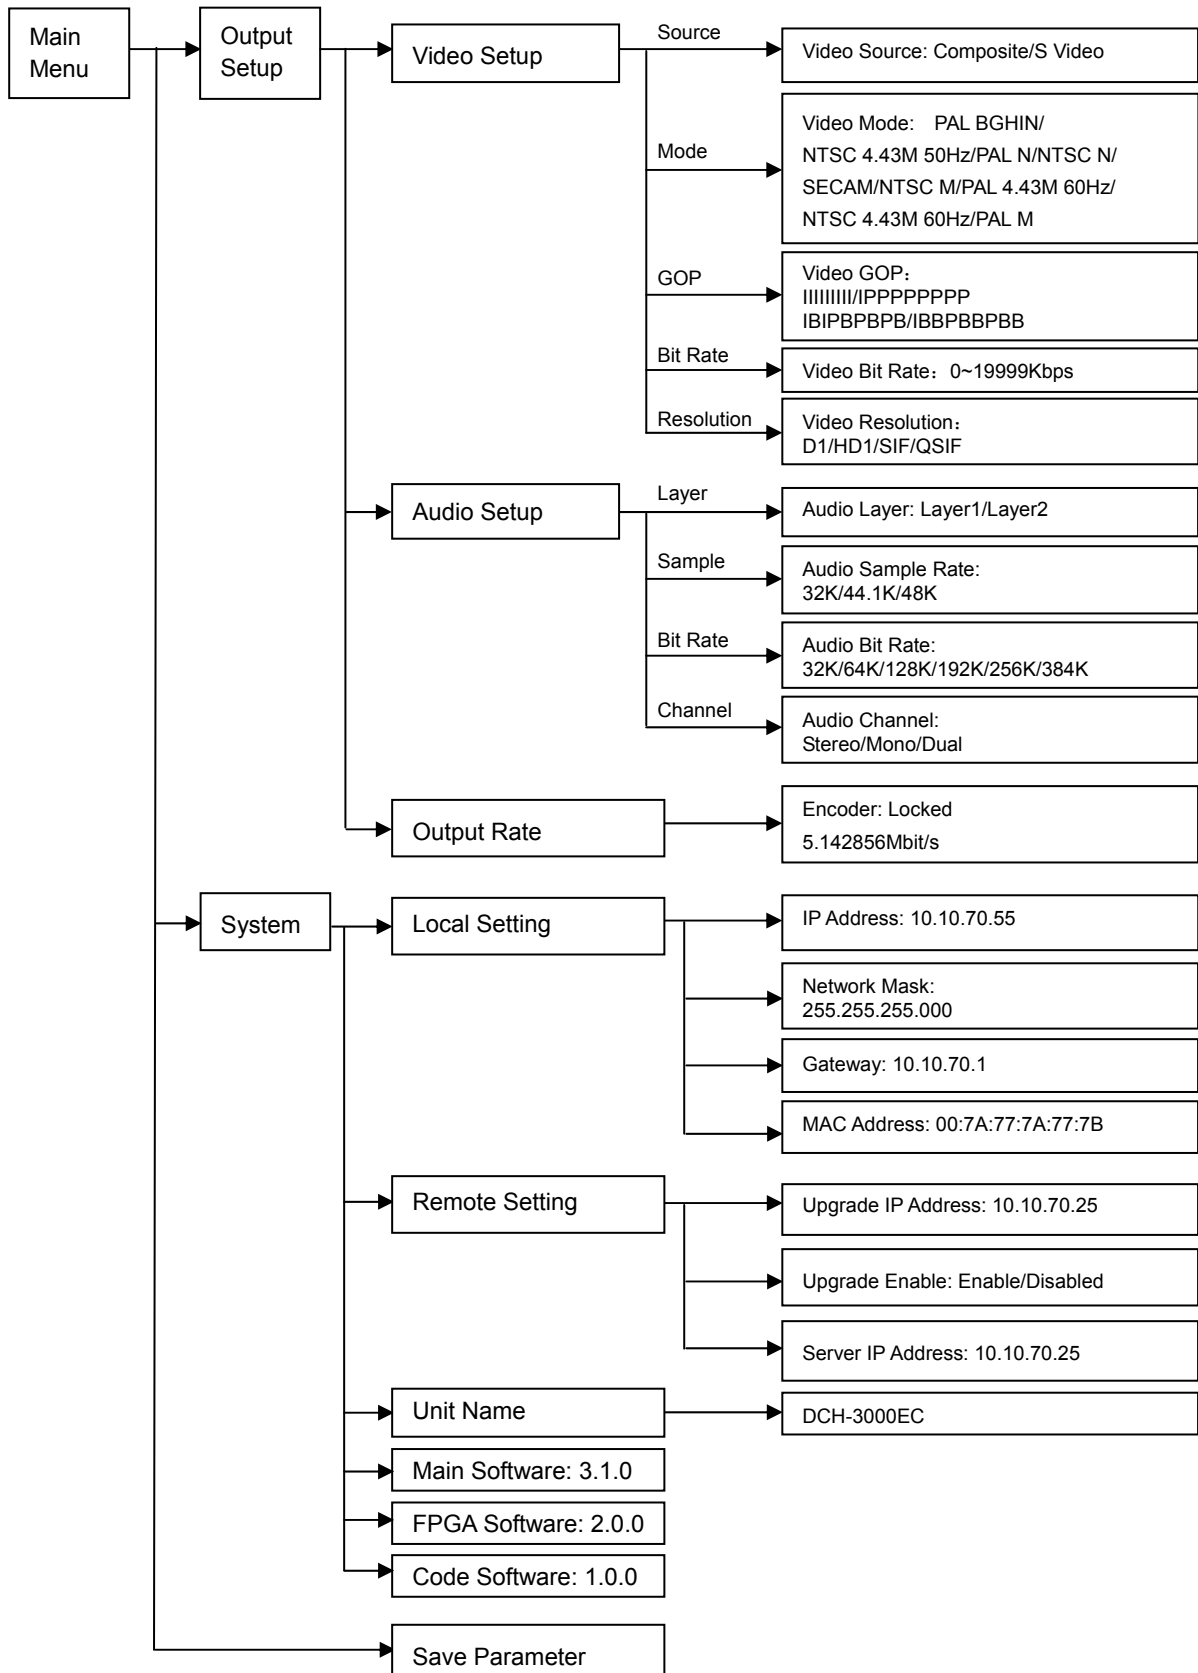 Main
Menu
Output
Setup
Video Setup
Source
Video Source: Composite/S Video
Mode
Video Mode: PAL BGHIN/
NTSC 4.43M 50Hz/PAL N/NTSC N/
SECAM/NTSC M/PAL 4.43M 60Hz/
NTSC 4.43M 60Hz/PAL M
GOP
Video GOP：
IIIIIIIII/IPPPPPPPP
IBIPBPBPB/IBBPBBPBB
Bit Rate
Video Bit Rate：0~19999Kbps
Resolution
Video Resolution：
D1/HD1/SIF/QSIF
Audio Setup
Layer
Audio Layer: Layer1/Layer2
Sample
Audio Sample Rate:
32K/44.1K/48K
Bit Rate
Audio Bit Rate:
32K/64K/128K/192K/256K/384K
Channel
Audio Channel:
Stereo/Mono/Dual
Output Rate
Encoder: Locked
5.142856Mbit/s
System
Local Setting
IP Address: 10.10.70.55
Network Mask:
255.255.255.000
Gateway: 10.10.70.1
MAC Address: 00:7A:77:7A:77:7B
Remote Setting
Upgrade IP Address: 10.10.70.25
Upgrade Enable: Enable/Disabled
Server IP Address: 10.10.70.25
Unit Name
DCH-3000EC
Main Software: 3.1.0
FPGA Software: 2.0.0
Code Software: 1.0.0
Save Parameter